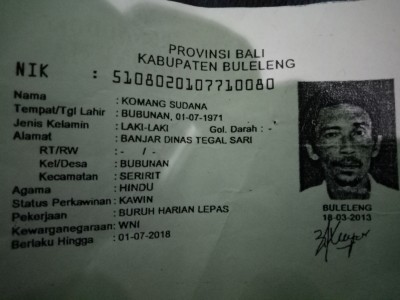 PROVINSI BALI
KABUPATEN BULELENG
NIK : 5108020107710080
Nama : KOMANG SUDANA
Tempat/Tgl Lahir : BUBUNAN, 01-07-1971
Jenis Kelamin : LAKI-LAKI Gol. Darah : -
Alamat : BANJAR DINAS TEGAL SARI
RT/RW : - / -
Kel/Desa : BUBUNAN
Kecamatan : SERIRIT
Agama : HINDU
Status Perkawinan : KAWIN
Pekerjaan : BURUH HARIAN LEPAS
Kewarganegaraan : WNI
Berlaku Hingga : 01-07-2018
BULELENG
18-03-2013